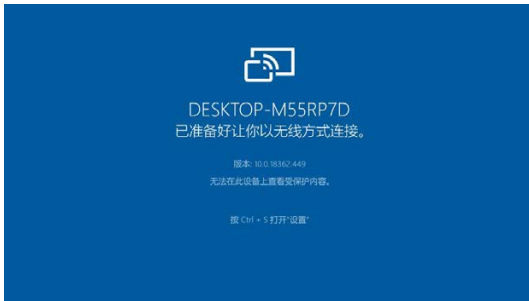 DESKTOP-M55RP7D
已准备好让你以无线方式连接。
版本: 10.0.18362.449
无法在此设备上查看受保护内容。
按 Ctrl + S 打开"设置"